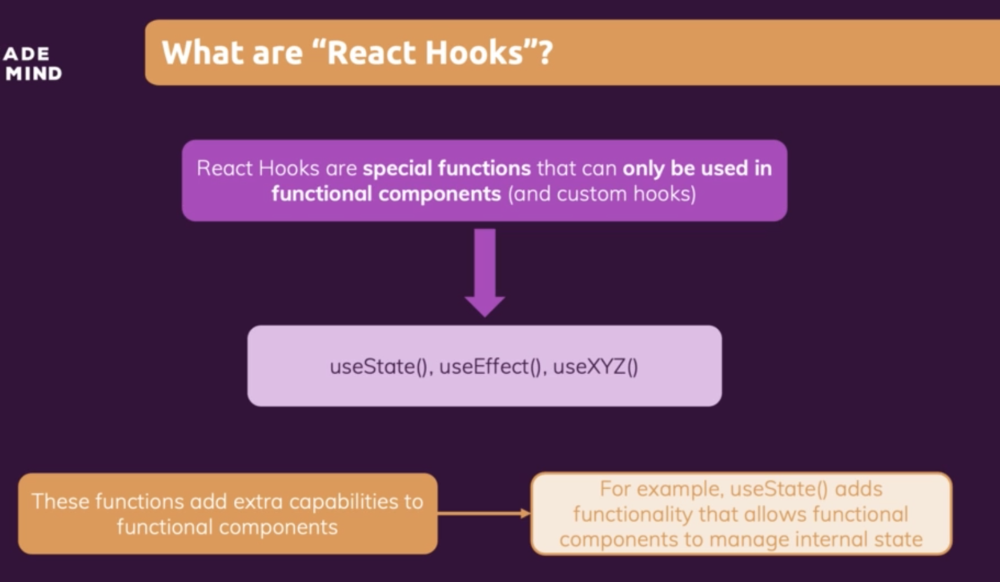 ADE
MIND
What are “React Hooks”?
React Hooks are special functions that can only be used in
functional components (and custom hooks)
useState(), useEffect(), useXYZ()
These functions add extra capabilities to
functional components
For example, useState() adds
functionality that allows functional
components to manage internal state